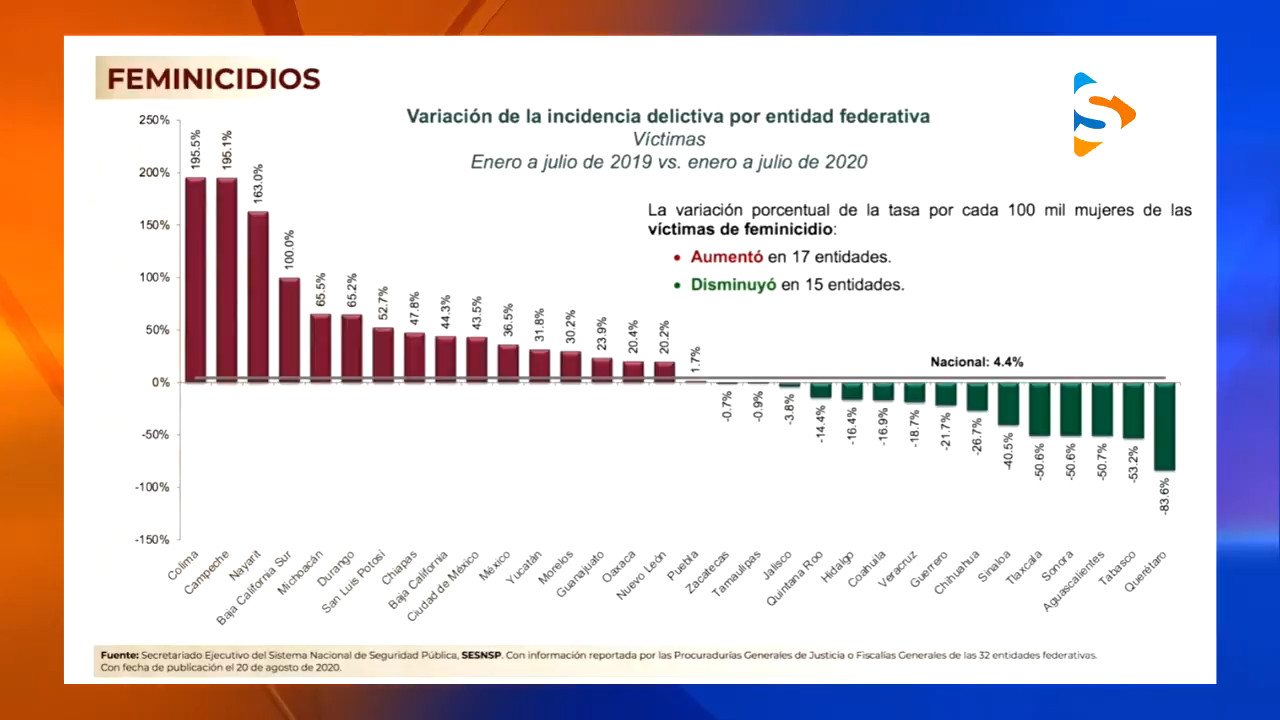 FEMINICIDIOS
Variación de la incidencia delictiva por entidad federativa
Víctimas
Enero a julio de 2019 vs. enero a julio de 2020
La variación porcentual de la tasa por cada 100 mil mujeres de las
víctimas de feminicidio:
• Aumentó en 17 entidades.
• Disminuyó en 15 entidades.
Nacional: 4.4%
250%
200%
150%
100%
50%
0%
-50%
-100%
-150%
195.5%
195.1%
163.0%
100.0%
65.5%
65.2%
52.7%
47.8%
44.3%
43.5%
36.5%
31.8%
30.2%
23.9%
20.4%
20.2%
1.7%
-0.7%
-0.9%
-3.8%
-14.4%
-16.4%
-16.9%
-18.7%
-21.7%
-26.7%
-40.5%
-50.6%
-50.6%
-50.7%
-53.2%
-83.6%
Colima
Campeche
Nayarit
Baja California Sur
Michoacán
Durango
San Luis Potosí
Chiapas
Baja California
Ciudad de México
México
Yucatán
Morelos
Guanajuato
Oaxaca
Nuevo León
Puebla
Zacatecas
Tamaulipas
Jalisco
Quintana Roo
Hidalgo
Coahuila
Veracruz
Guerrero
Chihuahua
Sinaloa
Tlaxcala
Sonora
Aguascalientes
Tabasco
Querétaro
Fuente: Secretariado Ejecutivo del Sistema Nacional de Seguridad Pública, SESNSP. Con información reportada por las Procuradurías Generales de Justicia o Fiscalías Generales de las 32 entidades federativas.
Con fecha de publicación el 20 de agosto de 2020.
S